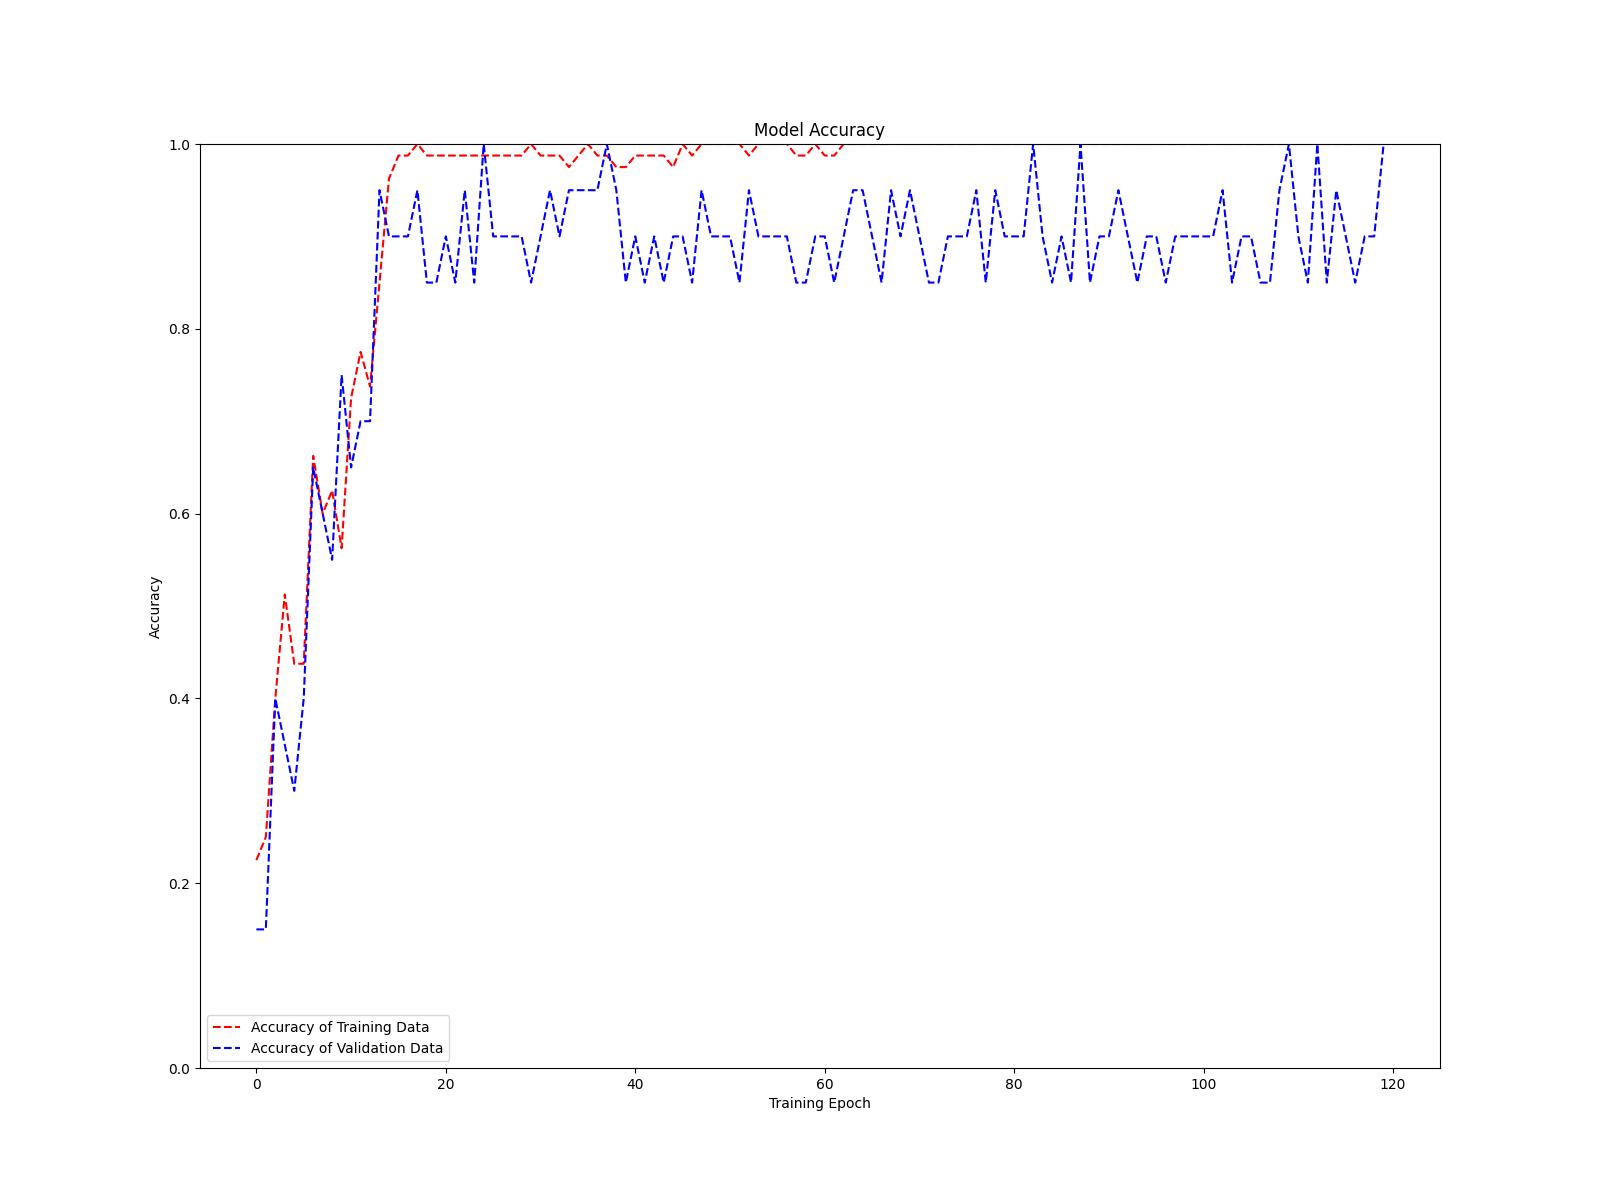 Model Accuracy
1.0
0.8
0.6
0.4
0.2
0.0
Accuracy
Accuracy of Training Data
Accuracy of Validation Data
0 20 40 60 80 100 120
Training Epoch